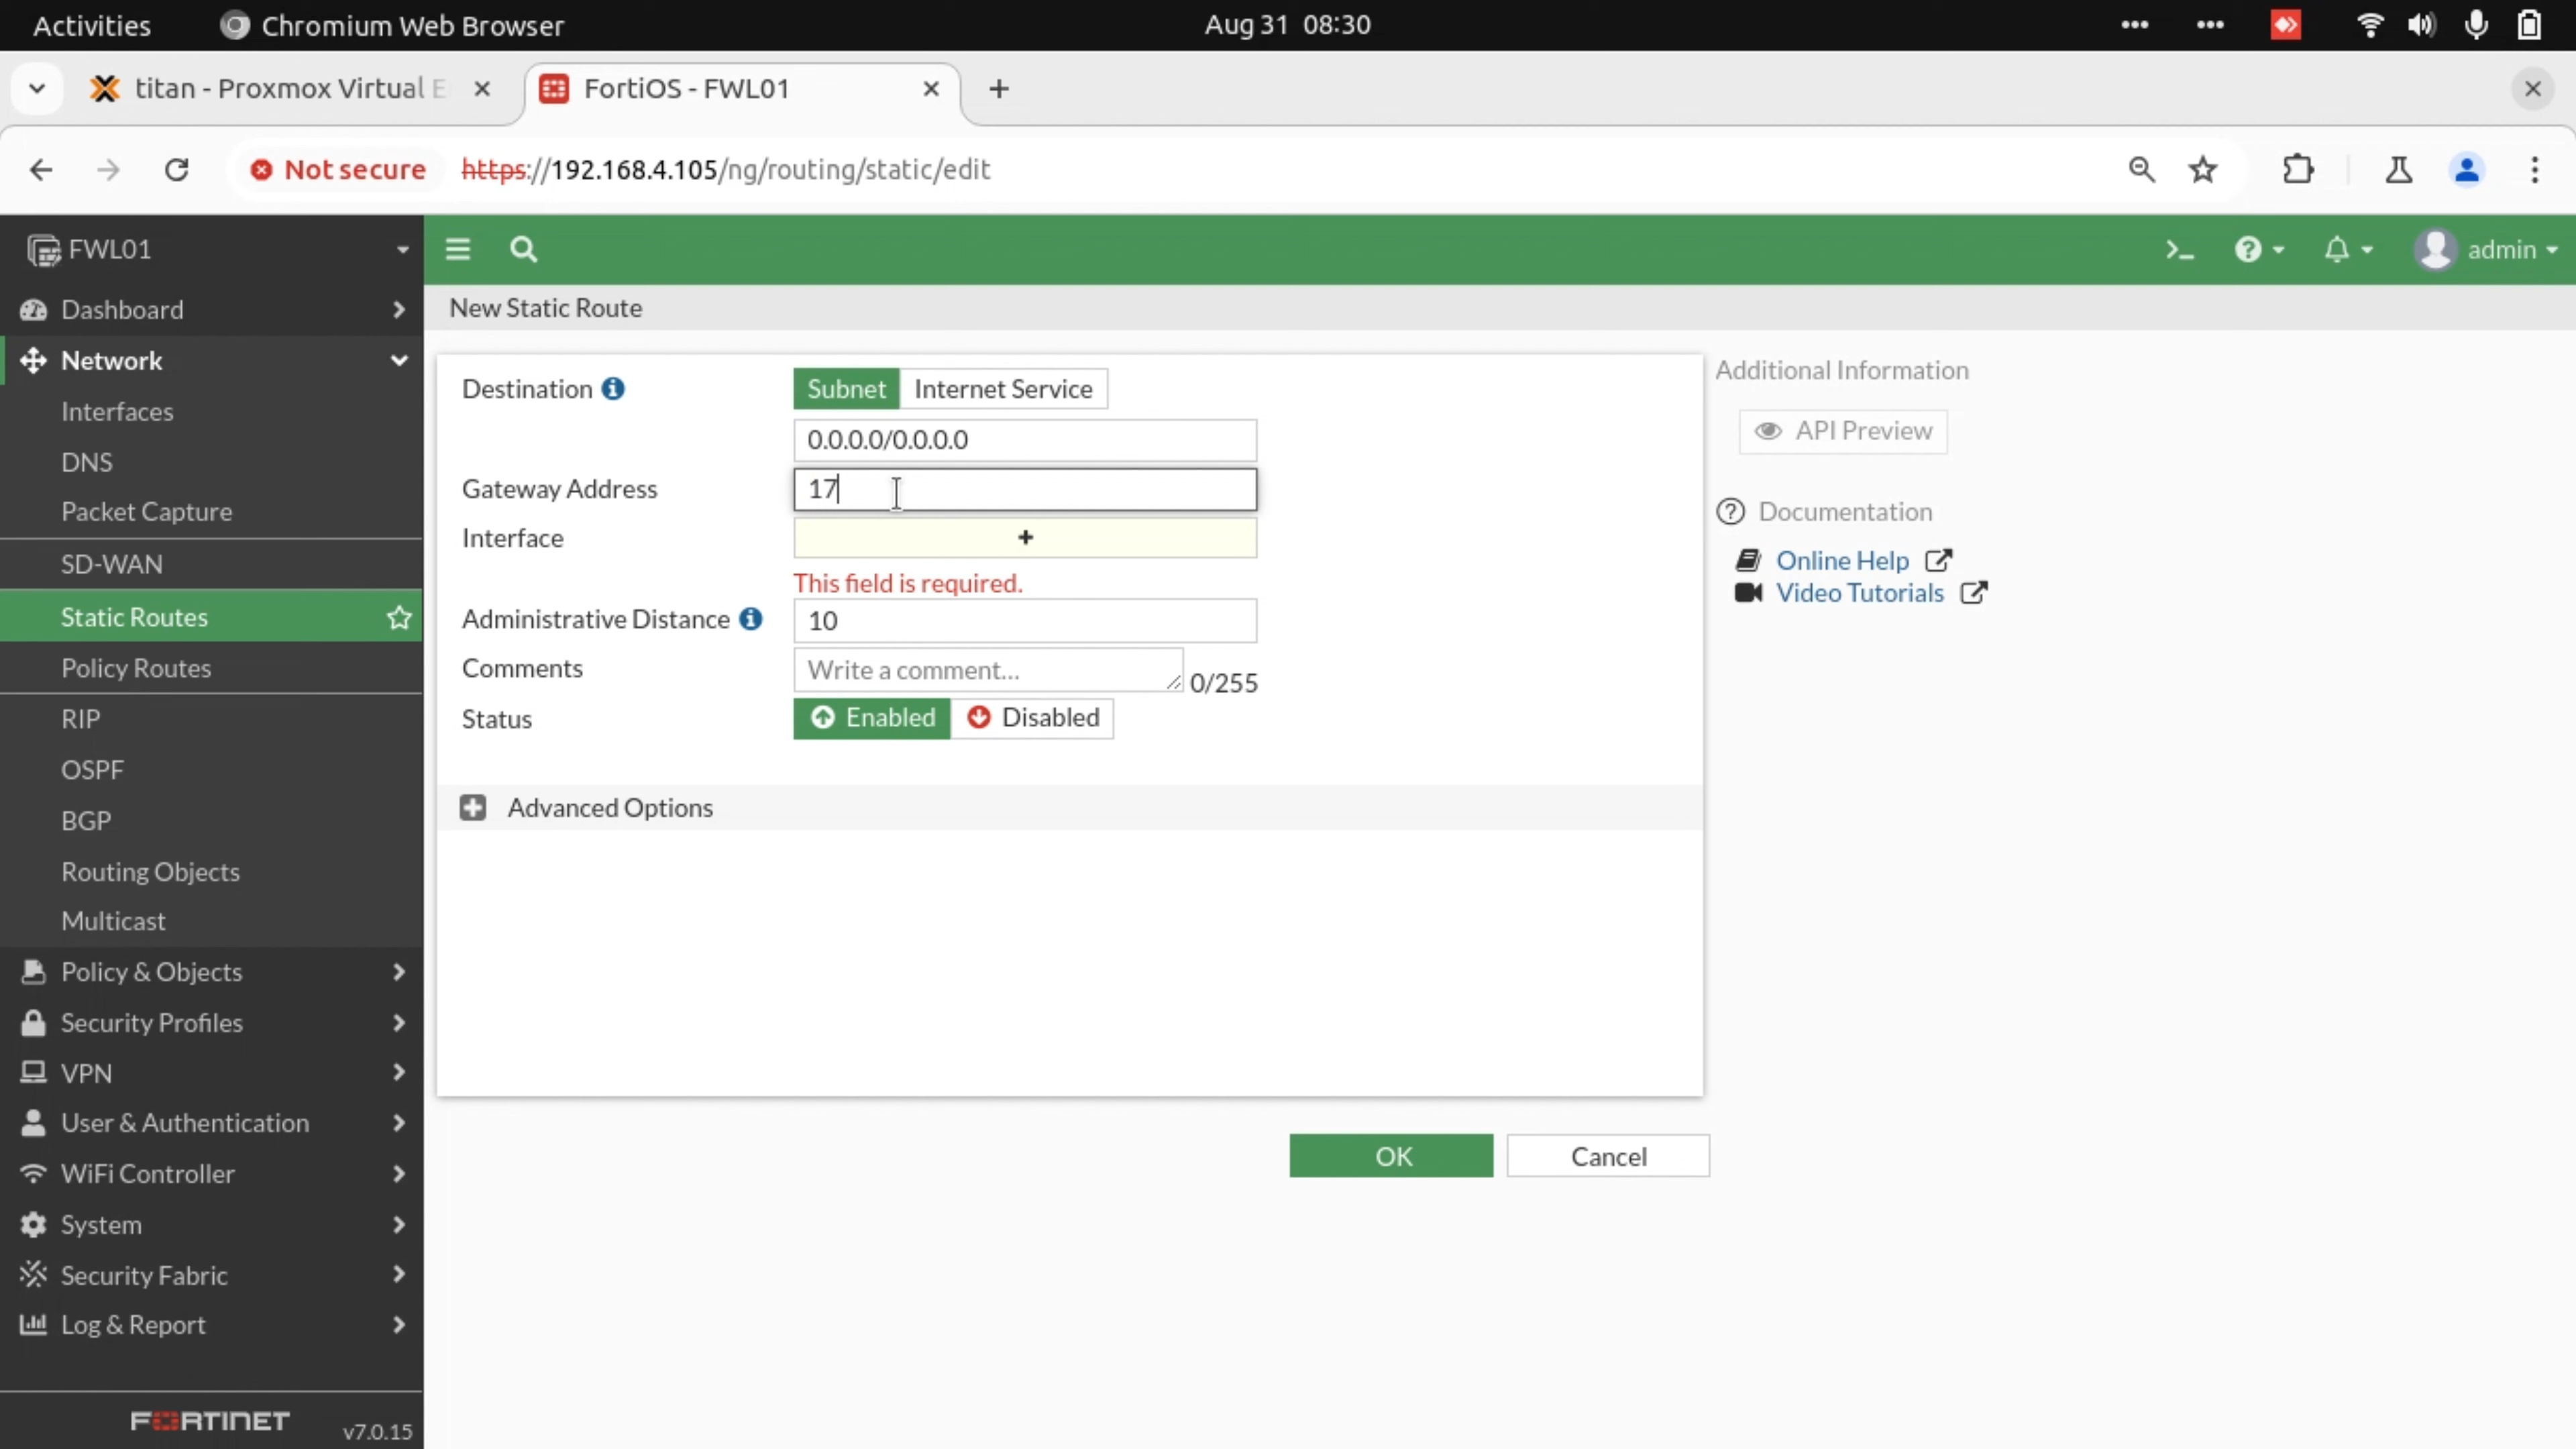 Activities
Chromium Web Browser
Aug 31 08:30
titan - Proxmox Virtual E
FortiOS - FWL01
Not secure
https://192.168.4.105/ng/routing/static/edit
FWL01
admin
Dashboard
Network
Interfaces
DNS
Packet Capture
SD-WAN
Static Routes
Policy Routes
RIP
OSPF
BGP
Routing Objects
Multicast
Policy & Objects
Security Profiles
VPN
User & Authentication
WiFi Controller
System
Security Fabric
Log & Report
FORTINET
v7.0.15
New Static Route
Destination
Subnet
Internet Service
0.0.0.0/0.0.0.0
Gateway Address
17
Interface
+
This field is required.
Administrative Distance
10
Comments
Write a comment...
0/255
Status
Enabled
Disabled
Advanced Options
OK
Cancel
Additional Information
API Preview
Documentation
Online Help
Video Tutorials